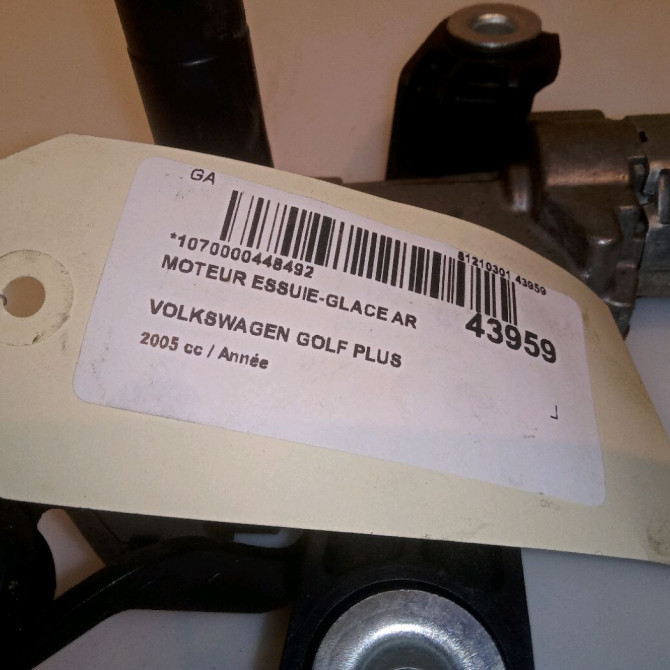 GA
*1070000448492
81210301 43959
MOTEUR ESSUIE-GLACE AR
43959
VOLKSWAGEN GOLF PLUS
2005 cc / Année